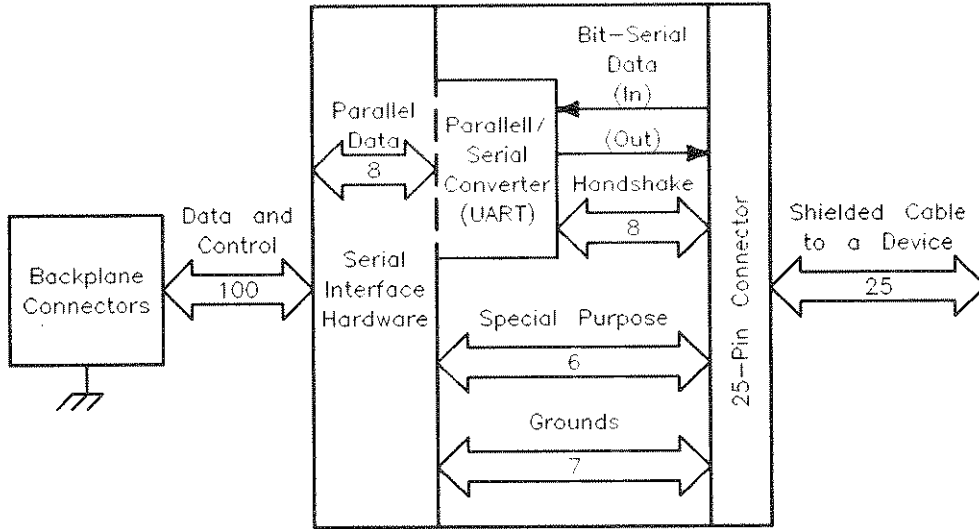 Backplane
Connectors
Data and
Control
100
Parallel
Data
8
Serial
Interface
Hardware
Parallell/
Serial
Converter
(UART)
Bit-Serial
Data
(In)
(Out)
Handshake
8
Special Purpose
6
Grounds
7
25-Pin Connector
Shielded Cable
to a Device
25